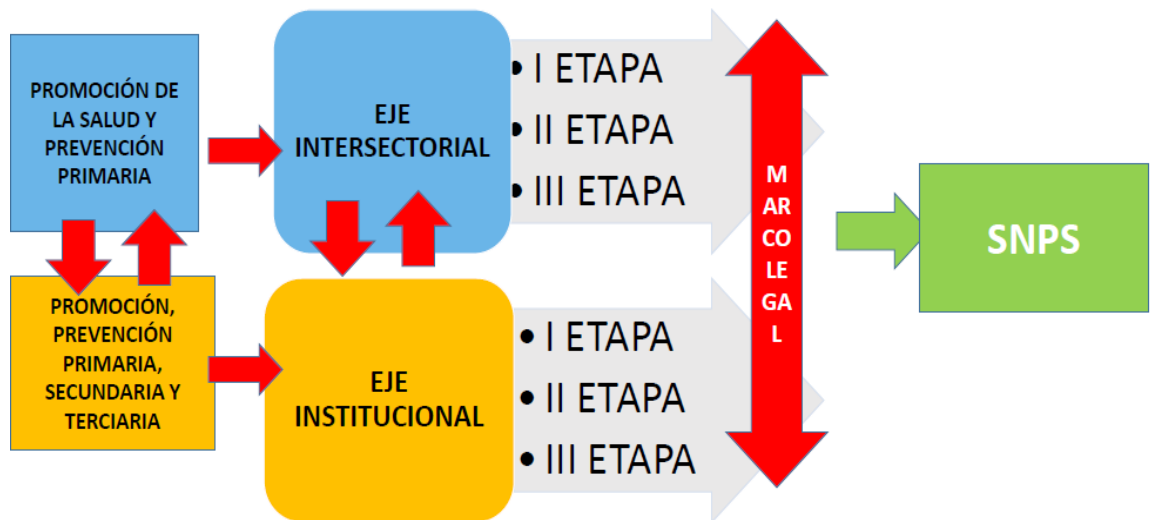 PROMOCIÓN DE
LA SALUD Y
PREVENCIÓN
PRIMARIA
EJE
INTERSECTORIAL
• I ETAPA
• II ETAPA
• III ETAPA
PROMOCIÓN,
PREVENCIÓN
PRIMARIA,
SECUNDARIA Y
TERCIARIA
EJE
INSTITUCIONAL
• I ETAPA
• II ETAPA
• III ETAPA
M
AR
CO
LE
GA
L
SNPS